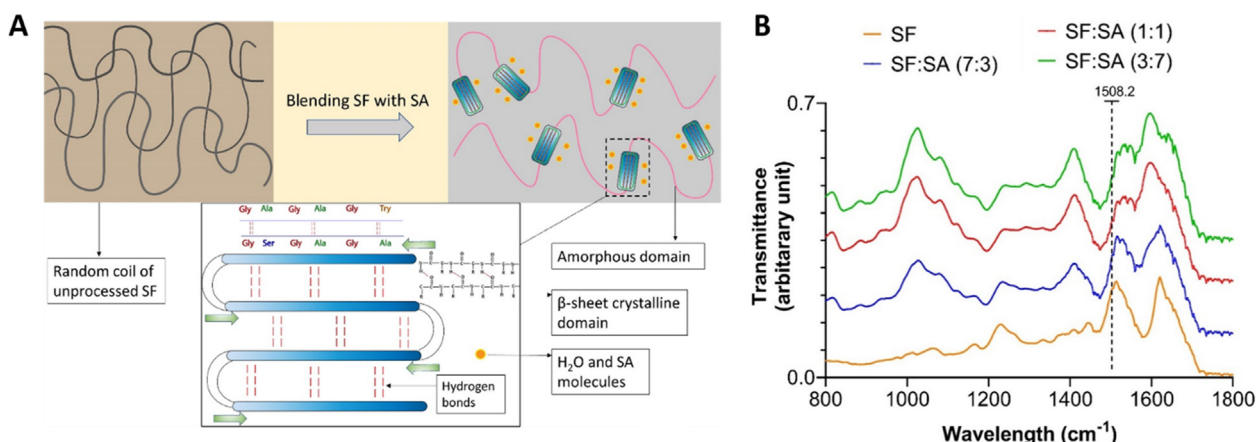 A
Blending SF with SA
Random coil of
unprocessed SF
Gly Ala Gly Ala Gly Try
Gly Ser Gly Ala Gly Ala
Hydrogen
bonds
Amorphous domain
β-sheet crystalline
domain
H₂O and SA
molecules
B
SF
SF:SA (7:3)
SF:SA (1:1)
SF:SA (3:7)
1508.2
0.7
Transmittance
(arbitarary unit)
0.0
800 1000 1200 1400 1600 1800
Wavelength (cm⁻¹)